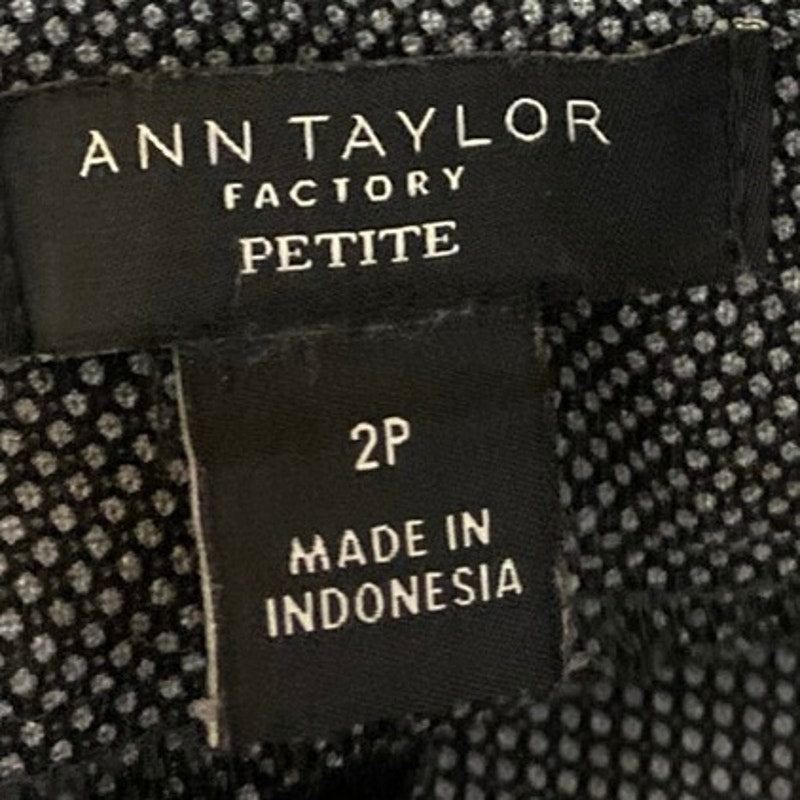 ANN TAYLOR
FACTORY
PETITE
2P
MADE IN
INDONESIA